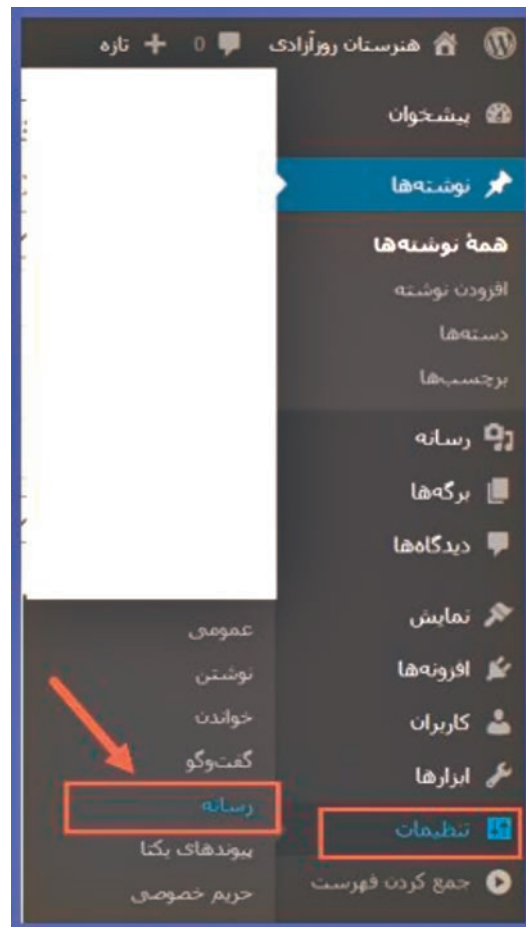 هنرستان روزآزادی 0 + تازه
پیشخوان
نوشته‌ها
همهٔ نوشته‌ها
افزودن نوشته
دسته‌ها
برچسب‌ها
رسانه
برگه‌ها
دیدگاه‌ها
نمایش
افزونه‌ها
کاربران
ابزارها
تنظیمات
عمومی
نوشتن
خواندن
گفت‌وگو
رسانه
پیوندهای یکتا
حریم خصوصی
جمع کردن فهرست